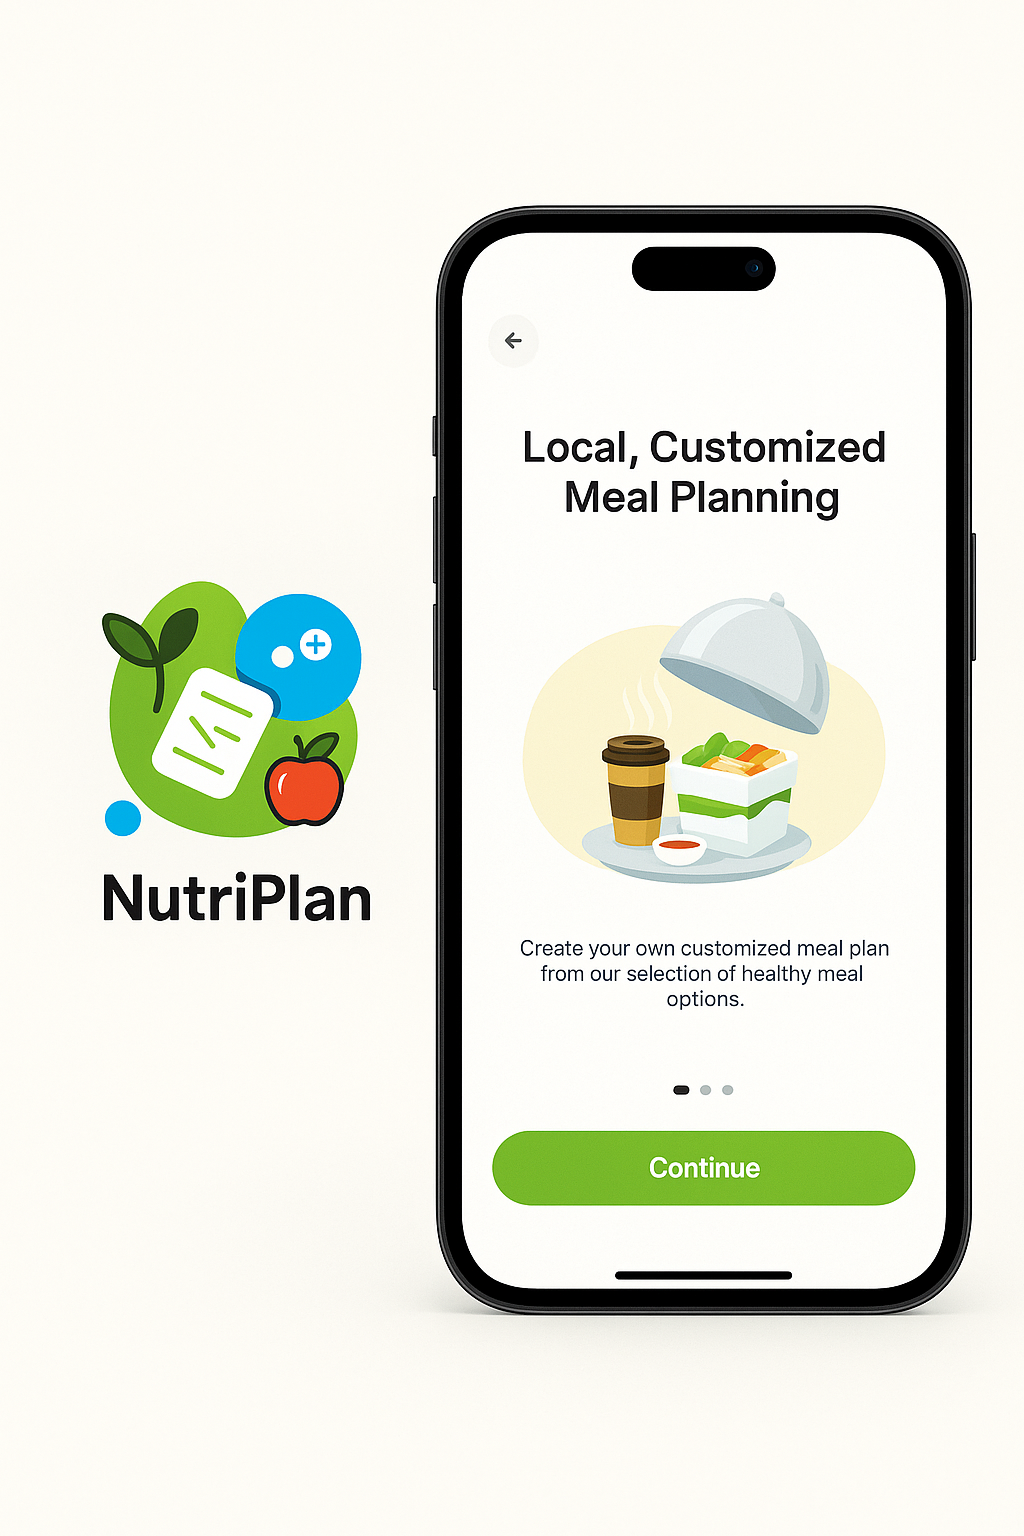 NutriPlan
Local, Customized
Meal Planning
Create your own customized meal plan
from our selection of healthy meal
options.
Continue